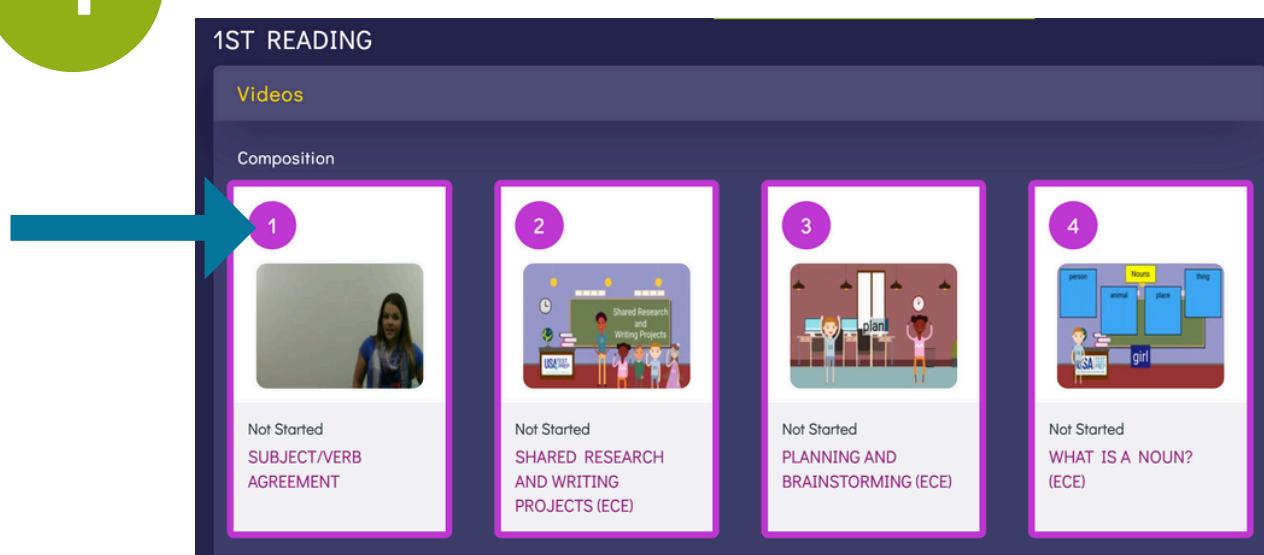 1ST READING
Videos
Composition
1
2
3
4
Shared Research
and
Writing Projects
plan
person
Nouns
thing
animal
place
girl
Not Started
SUBJECT/VERB
AGREEMENT
Not Started
SHARED RESEARCH
AND WRITING
PROJECTS (ECE)
Not Started
PLANNING AND
BRAINSTORMING (ECE)
Not Started
WHAT IS A NOUN?
(ECE)